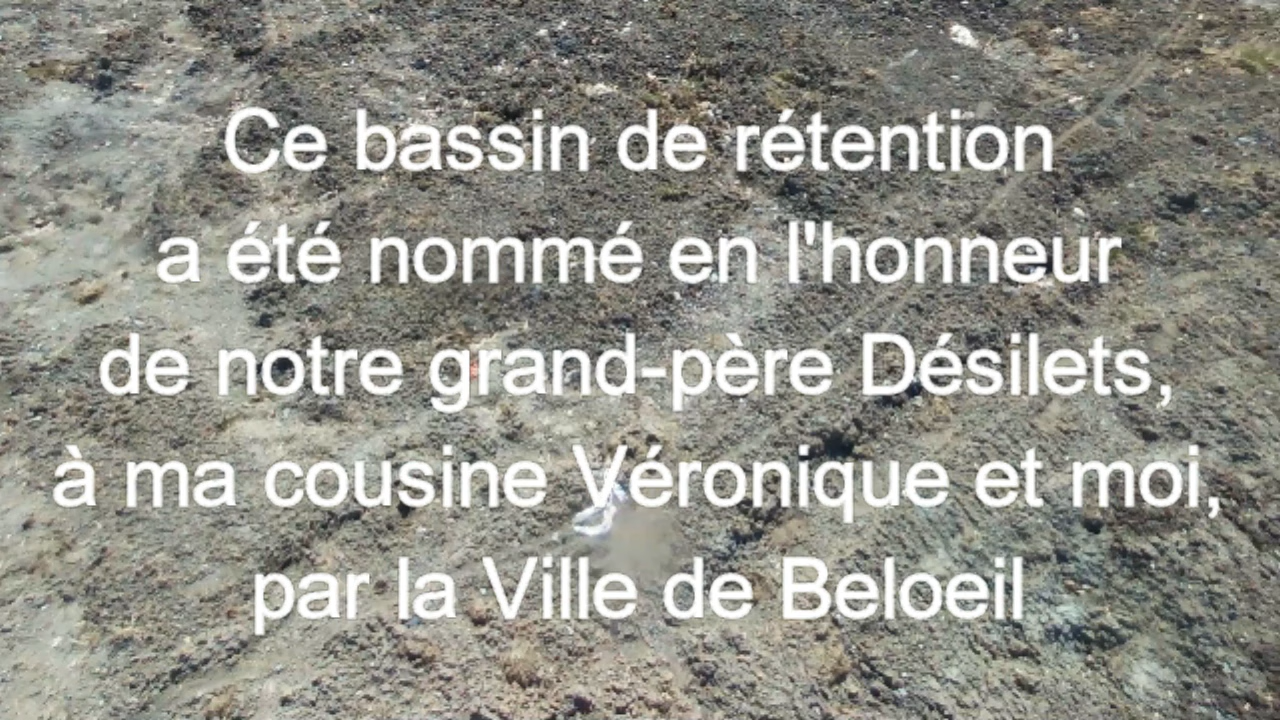 Ce bassin de rétention
a été nommé en l'honneur
de notre grand-père Désilets,
à ma cousine Véronique et moi,
par la Ville de Beloeil